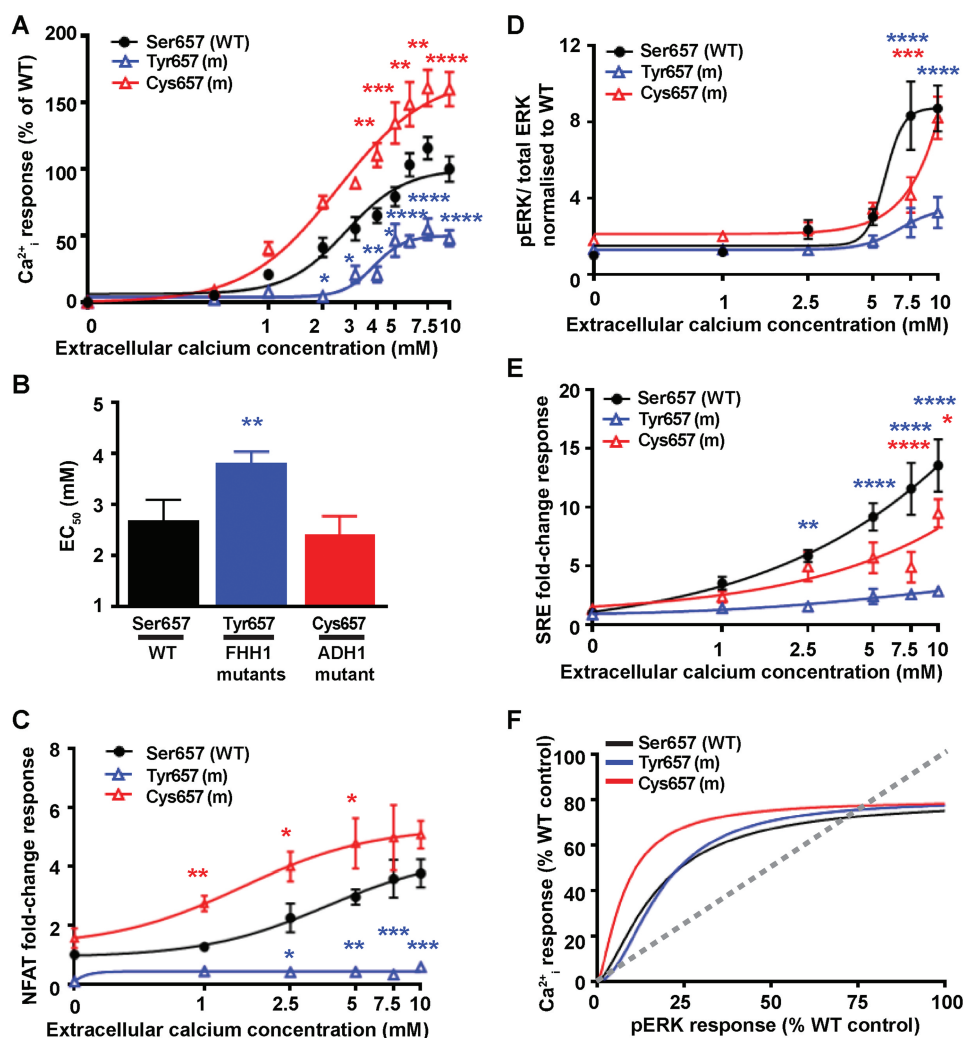 A
Ca²⁺ᵢ response (% of WT)
200
150
100
50
0
Ser657 (WT)
Tyr657 (m)
Cys657 (m)
**
***
**
**
****
*
*
**
*
****
****
****
0 1 2 3 4 5 7.5 10
Extracellular calcium concentration (mM)
B
EC₅₀ (mM)
5
4
3
2
1
**
Ser657 Tyr657 Cys657
WT FHH1 mutants ADH1 mutant
C
NFAT fold-change response
8
6
4
2
0
Ser657 (WT)
Tyr657 (m)
Cys657 (m)
**
*
*
*
**
***
***
0 1 2.5 5 7.5 10
Extracellular calcium concentration (mM)
D
pERK/ total ERK
normalised to WT
12
8
4
0
Ser657 (WT)
Tyr657 (m)
Cys657 (m)
****
***
****
0 1 2.5 5 7.5 10
Extracellular calcium concentration (mM)
E
SRE fold-change response
20
15
10
5
0
Ser657 (WT)
Tyr657 (m)
Cys657 (m)
**
****
****
****
****
*
0 1 2.5 5 7.5 10
Extracellular calcium concentration (mM)
F
Ca²⁺ᵢ response (% WT control)
100
80
60
40
20
0
Ser657 (WT)
Tyr657 (m)
Cys657 (m)
0 25 50 75 100
pERK response (% WT control)